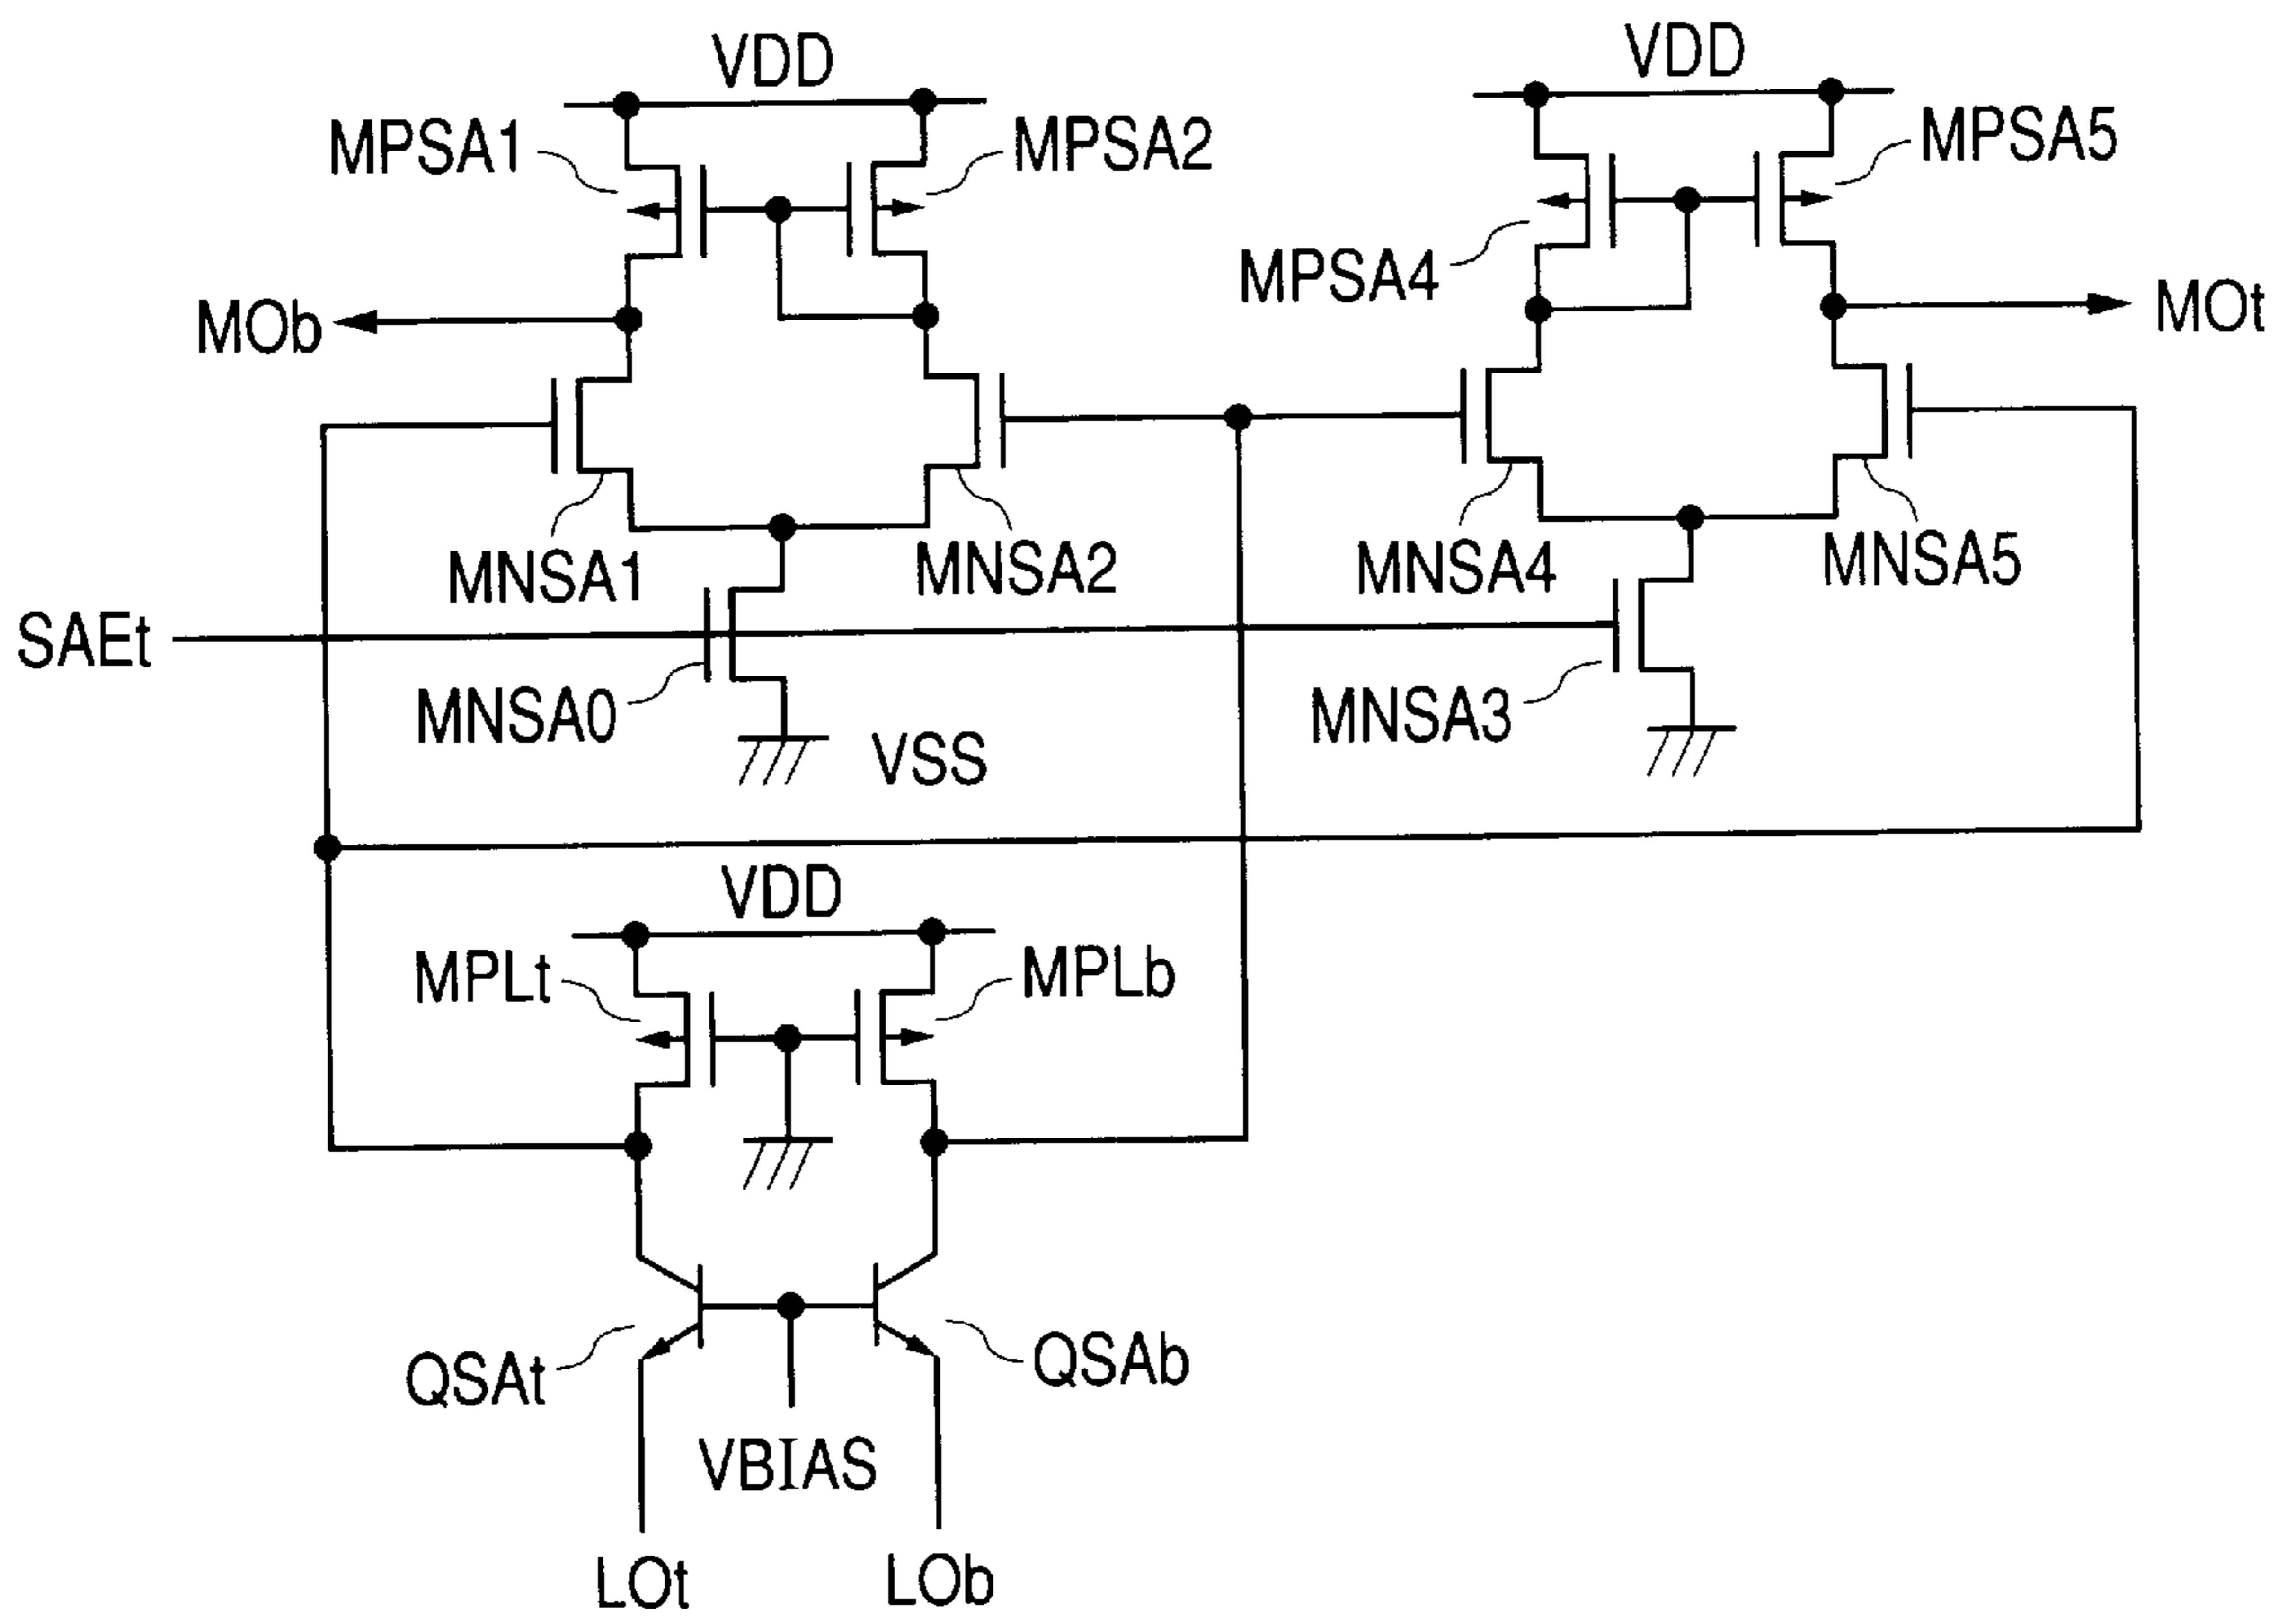 VDD
VDD
MPSA1
MPSA2
MPSA5
MPSA4
MOb
MOt
MNSA1
MNSA2
MNSA4
MNSA5
SAEt
MNSA0
VSS
MNSA3
VDD
MPLt
MPLb
QSAt
QSAb
VBIAS
LOt
LOb